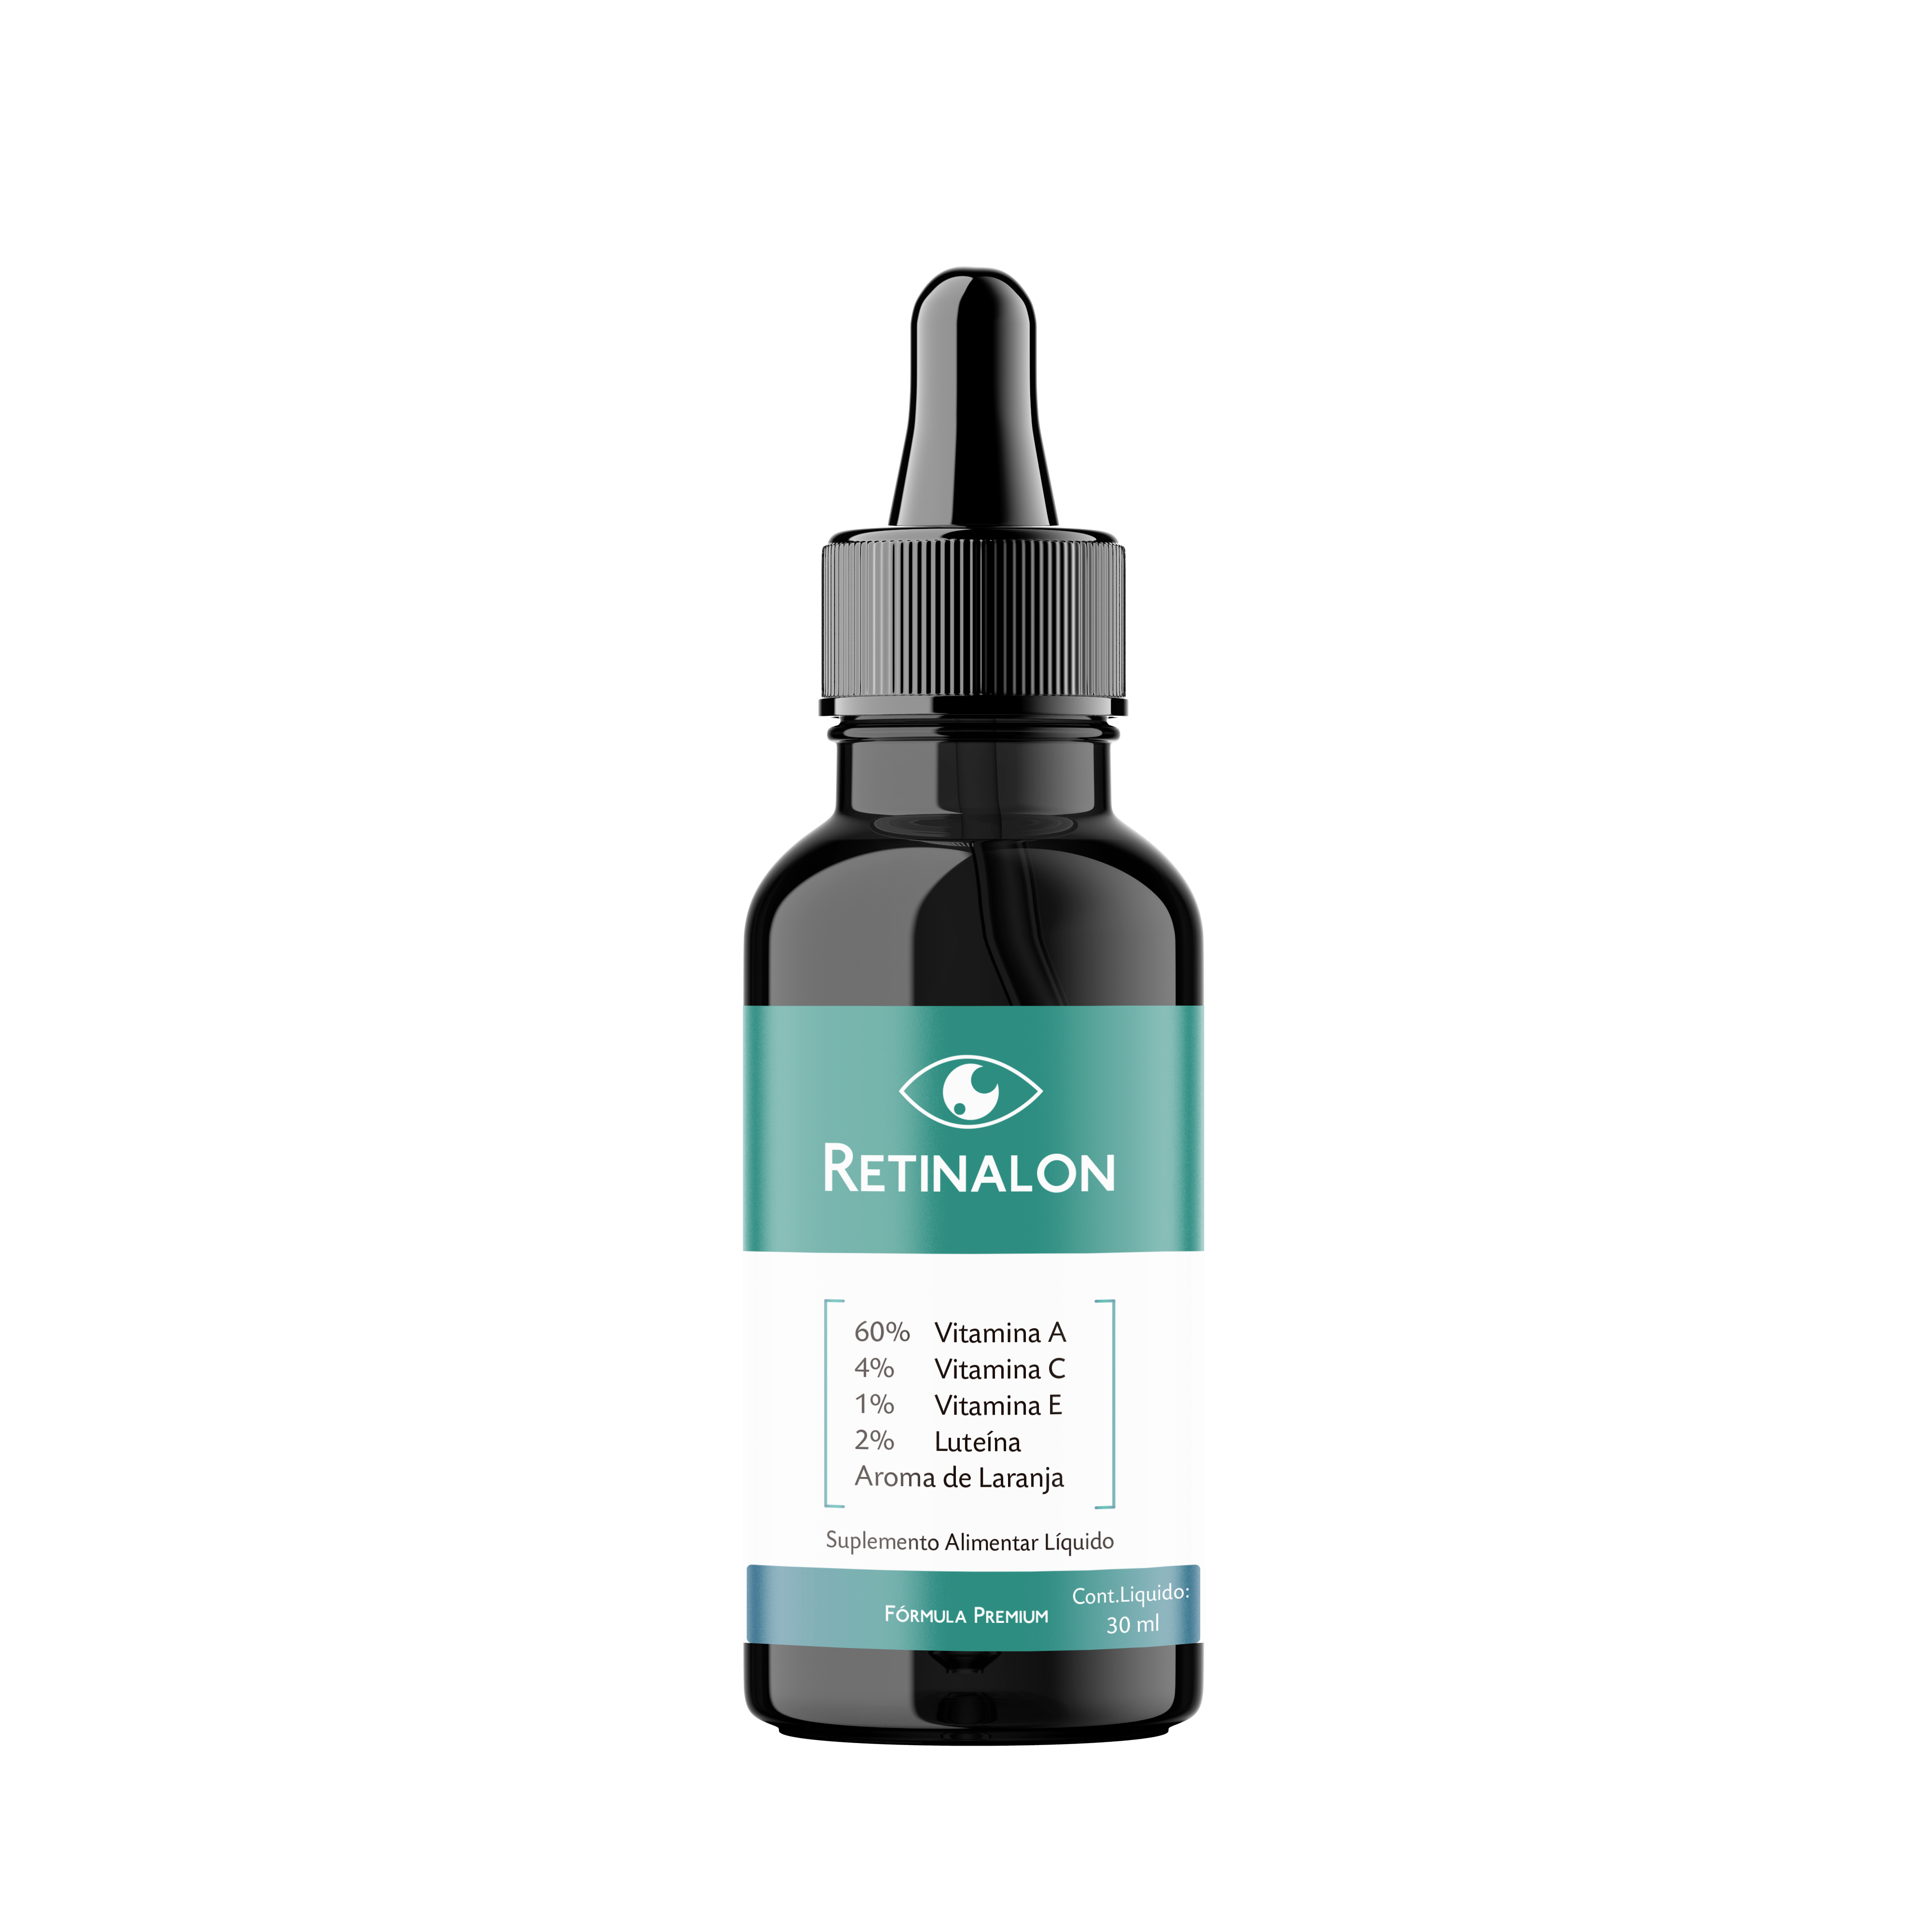 RETINALON
60% Vitamina A
4% Vitamina C
1% Vitamina E
2% Luteína
Aroma de Laranja
Suplemento Alimentar Líquido
FÓRMULA PREMIUM
Cont.Liquido:
30 ml